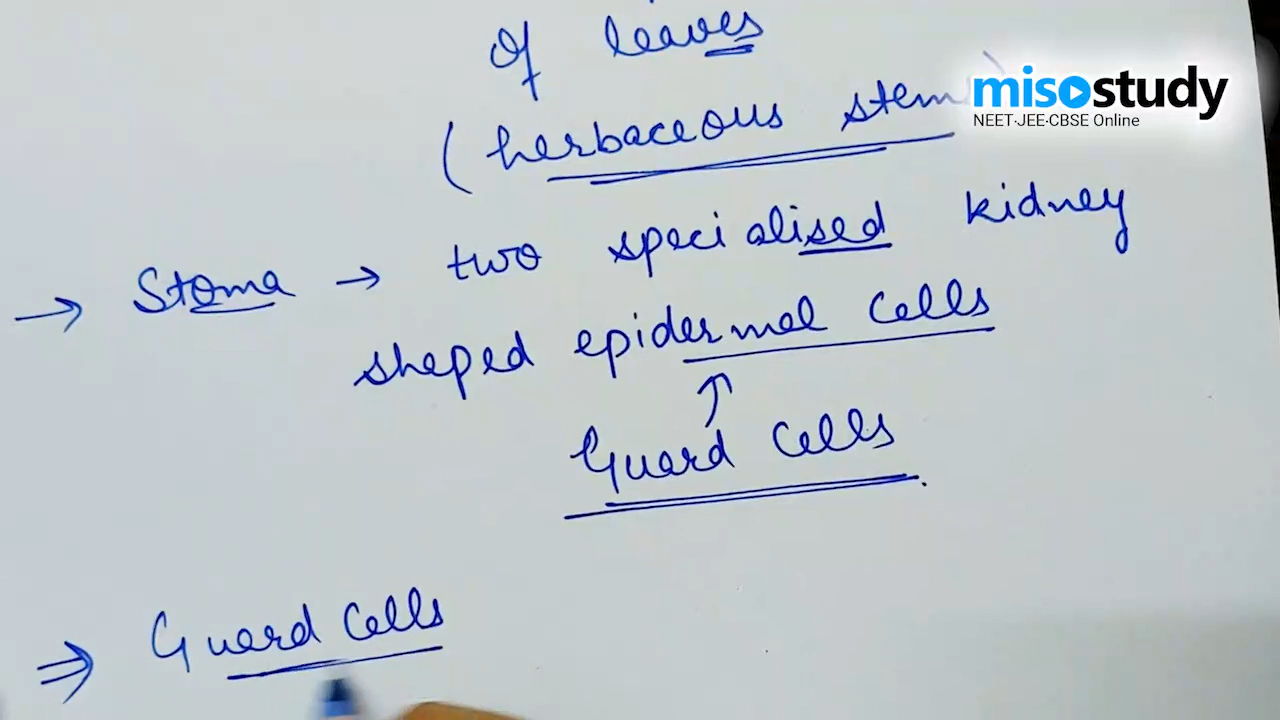 of leaves
(herbaceous stems)
misostudy
NEET·JEE·CBSE Online
→ Stoma → two specialised kidney
shaped epidermal cells
↑
Guard Cells.
⇒ Guard Cells